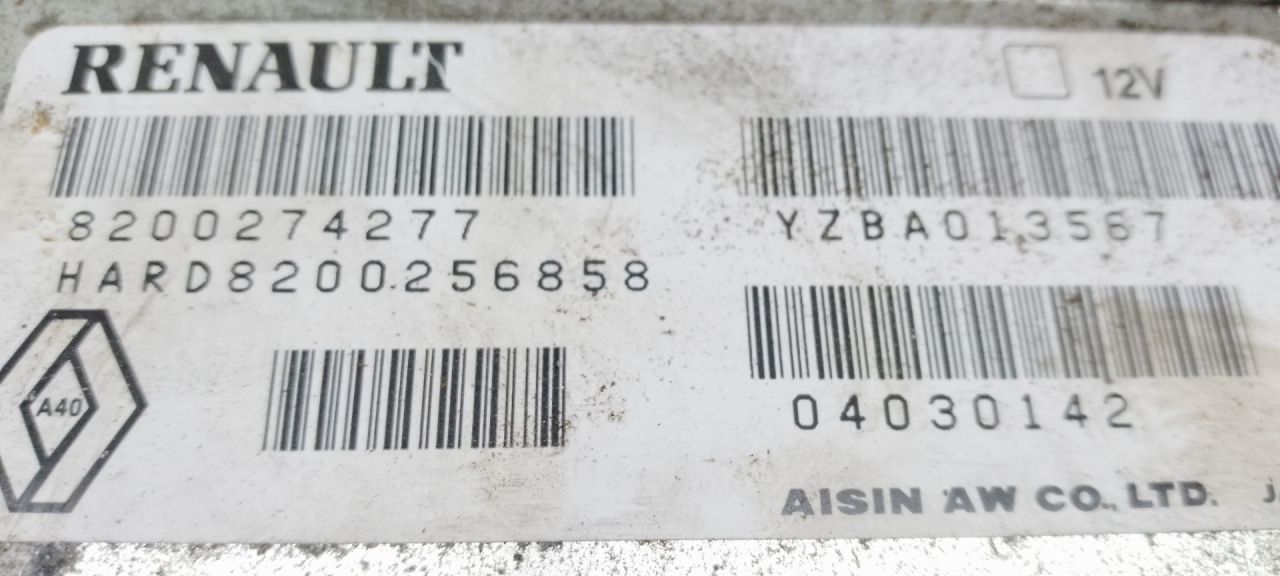 RENAULT
12V
8200274277
YZBA013567
HARD8200256858
A40
04030142
AISIN AW CO., LTD.